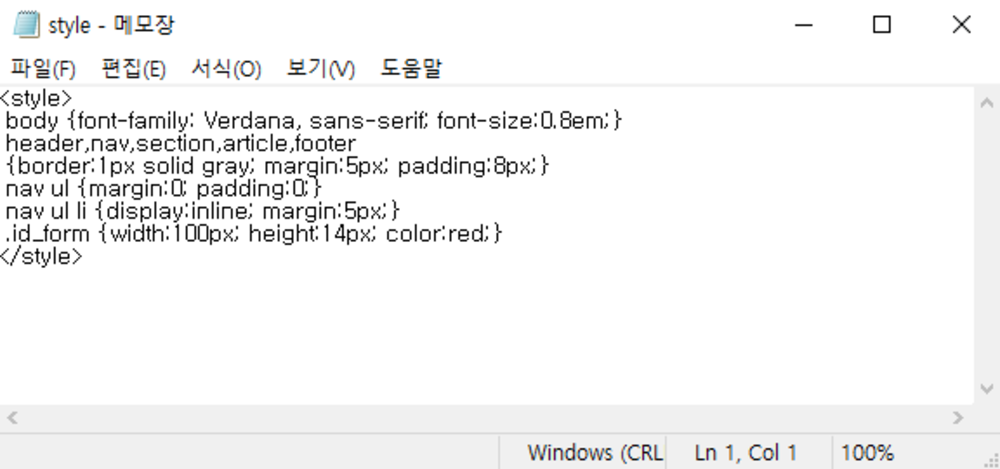 style - 메모장
파일(F) 편집(E) 서식(O) 보기(V) 도움말
<style>
body {font-family: Verdana, sans-serif; font-size:0.8em;}
header,nav,section,article,footer
{border:1px solid gray; margin:5px; padding:8px;}
nav ul {margin:0; padding:0;}
nav ul li {display:inline; margin:5px;}
.id_form {width:100px; height:14px; color:red;}
</style>
Windows (CRL Ln 1, Col 1 100%